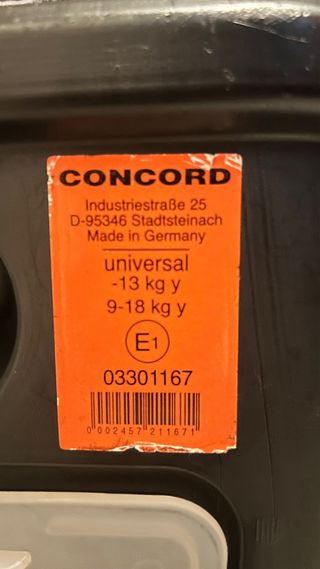 CONCORD
Industriestraße 25
D-95346 Stadtsteinach
Made in Germany
universal
-13 kg y
9-18 kg y
E1
03301167
0 002457 211671